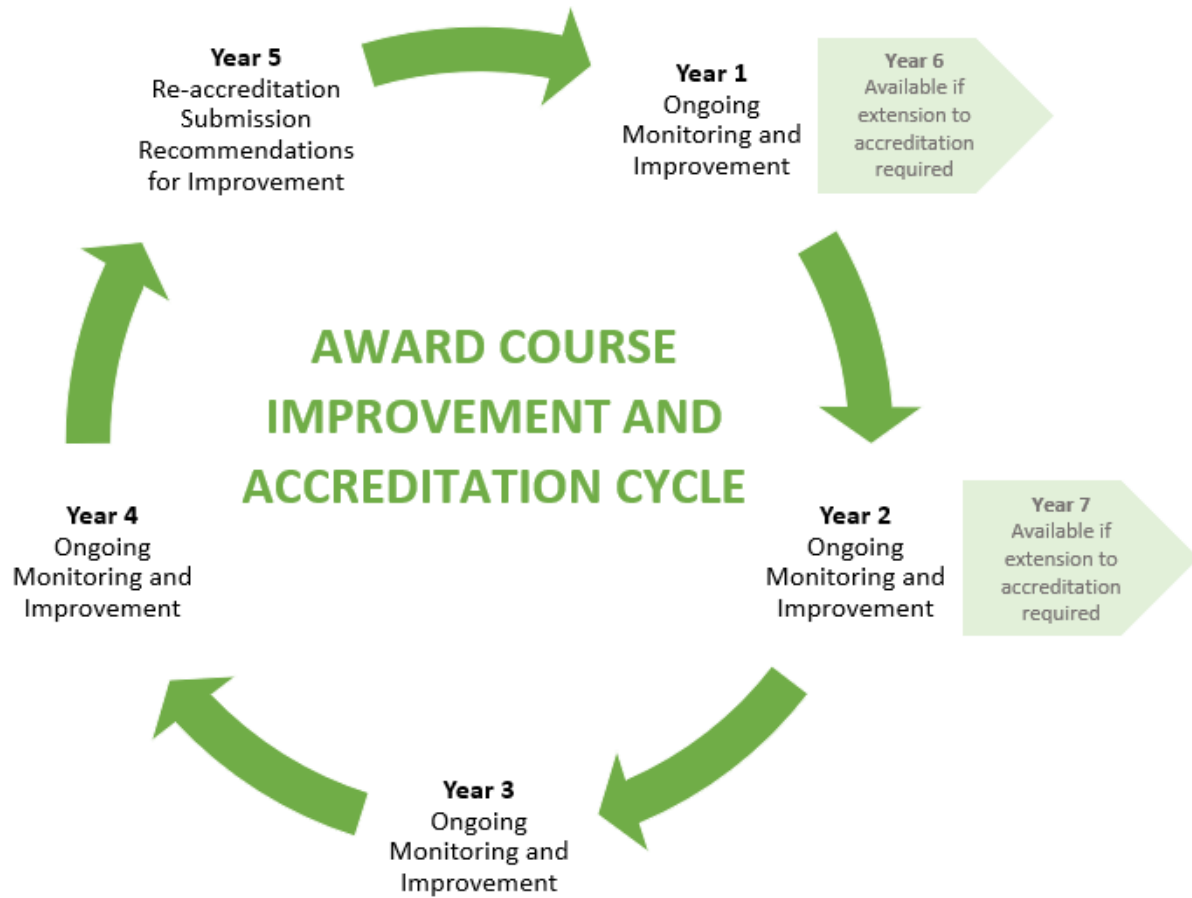 Year 5
Re-accreditation
Submission
Recommendations
for Improvement
Year 1
Ongoing
Monitoring and
Improvement
Year 6
Available if
extension to
accreditation
required
AWARD COURSE
IMPROVEMENT AND
ACCREDITATION CYCLE
Year 4
Ongoing
Monitoring and
Improvement
Year 2
Ongoing
Monitoring and
Improvement
Year 7
Available if
extension to
accreditation
required
Year 3
Ongoing
Monitoring and
Improvement